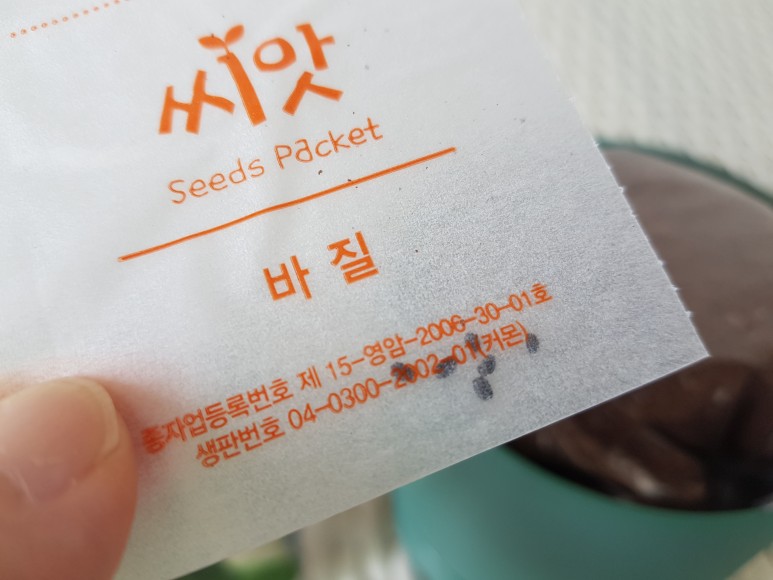 씨앗
Seeds Packet
바질
종자업등록번호 제 15-영암-2006-30-01호
생판번호 04-0300-2002-01(커몬)